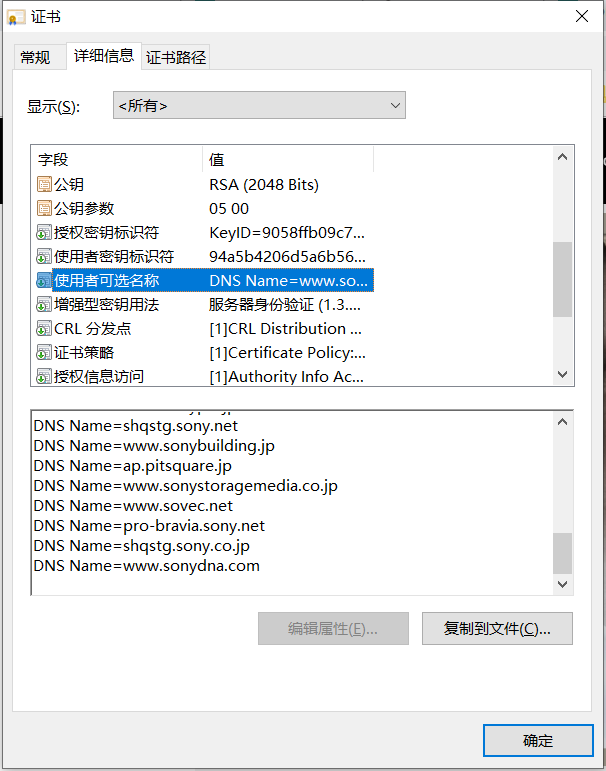 证书
常规 详细信息 证书路径
显示(S): <所有>
字段 值
公钥 RSA (2048 Bits)
公钥参数 05 00
授权密钥标识符 KeyID=9058ffb09c7...
使用者密钥标识符 94a5b4206d5a6b56...
使用者可选名称 DNS Name=www.so...
增强型密钥用法 服务器身份验证 (1.3....
CRL 分发点 [1]CRL Distribution ...
证书策略 [1]Certificate Policy:...
授权信息访问 [1]Authority Info Ac...
DNS Name=shqstg.sony.net
DNS Name=www.sonybuilding.jp
DNS Name=ap.pitsquare.jp
DNS Name=www.sonystoragemedia.co.jp
DNS Name=www.sovec.net
DNS Name=pro-bravia.sony.net
DNS Name=shqstg.sony.co.jp
DNS Name=www.sonydna.com
编辑属性(E)... 复制到文件(C)...
确定